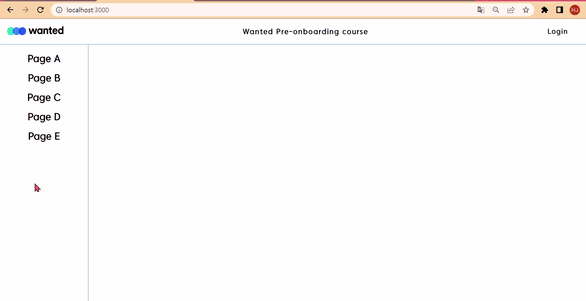 localhost:3000
wanted
Wanted Pre-onboarding course
Login
Page A
Page B
Page C
Page D
Page E